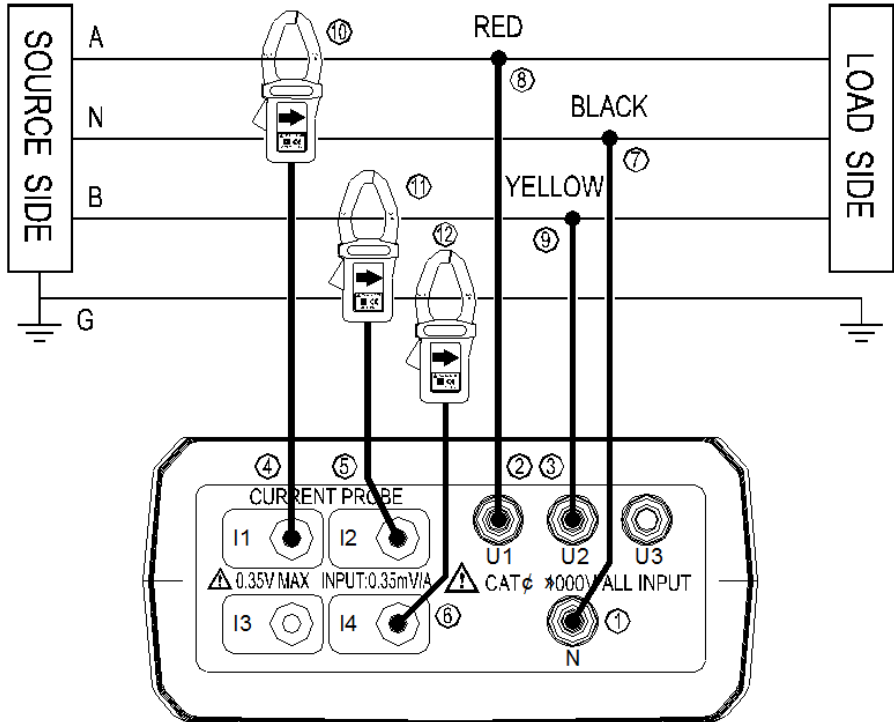 SOURCE SIDE
LOAD SIDE
A
⑩
RED
⑧
N
BLACK
⑦
B
⑪
YELLOW
⑨
⑫
G
④
⑤
②
③
CURRENT PROBE
I1
I2
U1
U2
U3
0.35V MAX INPUT:0.35mV/A
CAT¢ 000V ALL INPUT
I3
I4
⑥
①
N